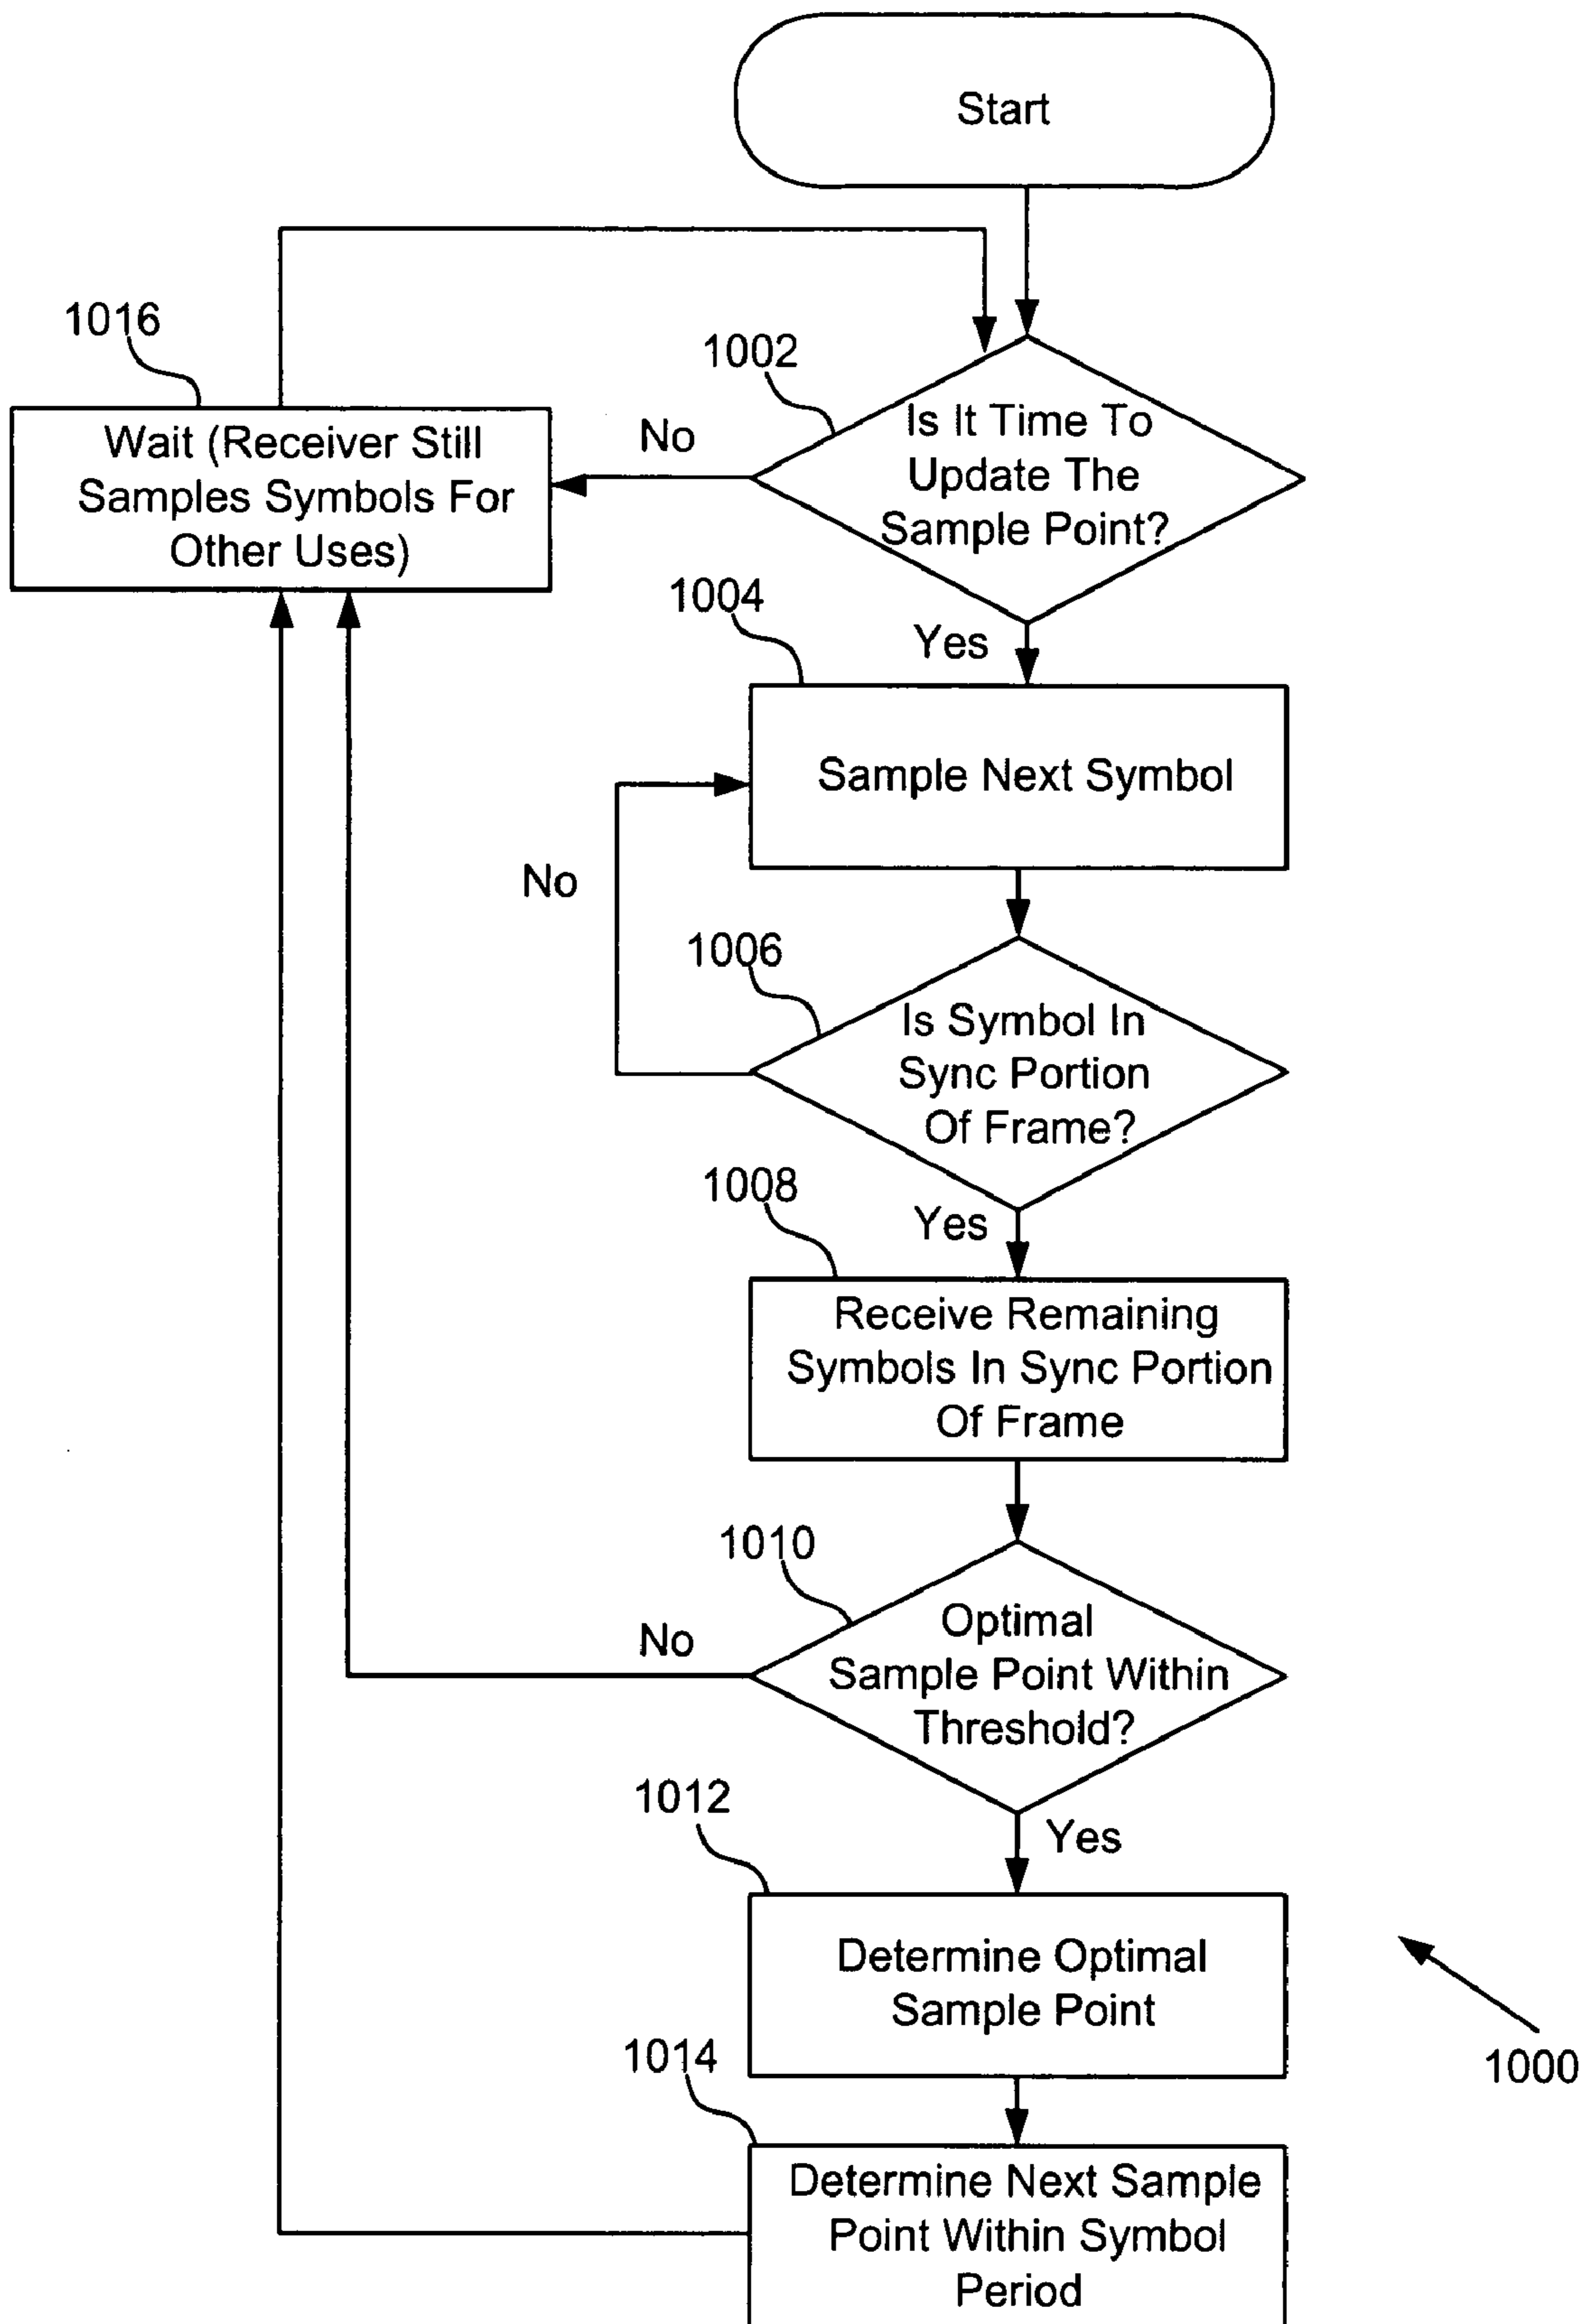 Start
1016
1002
Wait (Receiver Still
Samples Symbols For
Other Uses)
No
Is It Time To
Update The
Sample Point?
1004
Yes
Sample Next Symbol
No
1006
Is Symbol In
Sync Portion
Of Frame?
1008
Yes
Receive Remaining
Symbols In Sync Portion
Of Frame
1010
No
Optimal
Sample Point Within
Threshold?
1012
Yes
Determine Optimal
Sample Point
1014
1000
Determine Next Sample
Point Within Symbol
Period